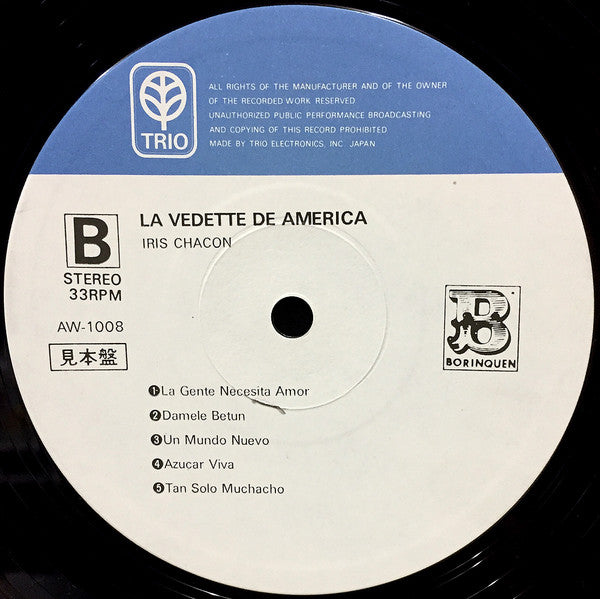 TRIO
ALL RIGHTS OF THE MANUFACTURER AND OF THE OWNER
OF THE RECORDED WORK RESERVED
UNAUTHORIZED PUBLIC PERFORMANCE BROADCASTING
AND COPYING OF THIS RECORD PROHIBITED
MADE BY TRIO ELECTRONICS, INC JAPAN
B
STEREO
33RPM
AW-1008
見本盤
LA VEDETTE DE AMERICA
IRIS CHACON
B
BORINQUEN
❶La Gente Necesita Amor
❷Damele Betun
❸Un Mundo Nuevo
❹Azucar Viva
❺Tan Solo Muchacho